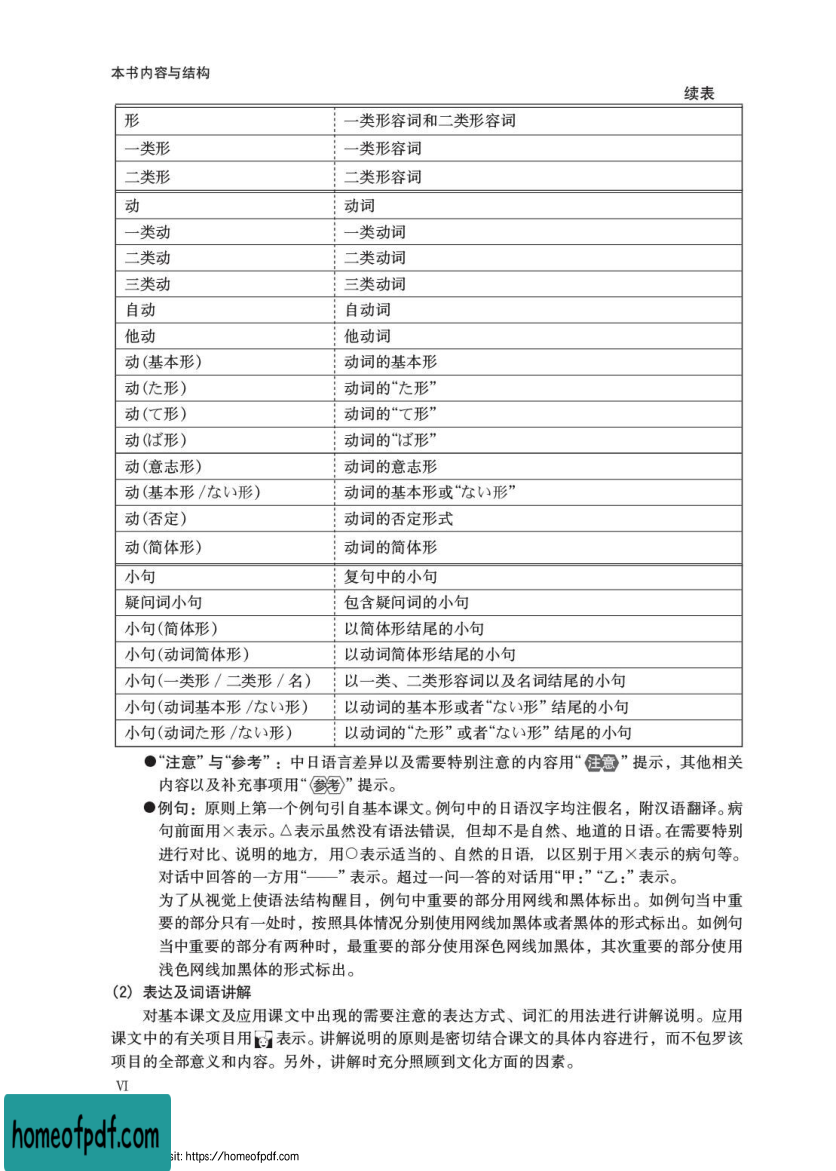 本书内容与结构
续表
形 一类形容词和二类形容词
一类形 一类形容词
二类形 二类形容词
动 动词
一类动 一类动词
二类动 二类动词
三类动 三类动词
自动 自动词
他动 他动词
动(基本形) 动词的基本形
动(た形) 动词的“た形”
动(て形) 动词的“て形”
动(ば形) 动词的“ば形”
动(意志形) 动词的意志形
动(基本形/ない形) 动词的基本形或“ない形”
动(否定) 动词的否定形式
动(简体形) 动词的简体形
小句 复句中的小句
疑问词小句 包含疑问词的小句
小句(简体形) 以简体形结尾的小句
小句(动词简体形) 以动词简体形结尾的小句
小句(一类形/二类形/名) 以一类、二类形容词以及名词结尾的小句
小句(动词基本形/ない形) 以动词的基本形或者“ない形”结尾的小句
小句(动词た形/ない形) 以动词的“た形”或者“ない形”结尾的小句
●“注意”与“参考”：中日语言差异以及需要特别注意的内容用“注意”提示，其他相关
内容以及补充事项用“参考”提示。
●例句：原则上第一个例句引自基本课文。例句中的日语汉字均注假名，附汉语翻译。病
句前面用×表示。△表示虽然没有语法错误，但却不是自然、地道的日语。在需要特别
进行对比、说明的地方，用○表示适当的、自然的日语，以区别于用×表示的病句等。
对话中回答的一方用“——”表示。超过一问一答的对话用“甲：”“乙：”表示。
为了从视觉上使语法结构醒目，例句中重要的部分用网线和黑体标出。如例句当中重
要的部分只有一处时，按照具体情况分别使用网线加黑体或者黑体的形式标出。如例句
当中重要的部分有两种时，最重要的部分使用深色网线加黑体，其次重要的部分使用
浅色网线加黑体的形式标出。
(2) 表达及词语讲解
对基本课文及应用课文中出现的需要注意的表达方式、词汇的用法进行讲解说明。应用
课文中的有关项目用 表示。讲解说明的原则是密切结合课文的具体内容进行，而不包罗该
项目的全部意义和内容。另外，讲解时充分照顾到文化方面的因素。
Ⅵ
homeofpdf.com
sit: https://homeofpdf.com